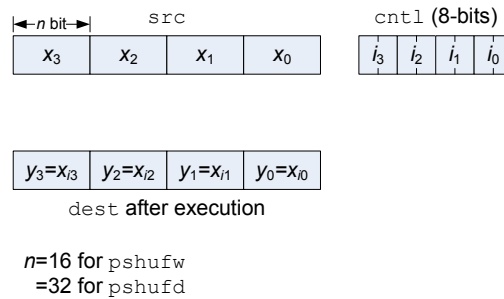 n bit src cntl (8-bits)
x3 x2 x1 x0 i3 i2 i1 i0
y3=xi3 y2=xi2 y1=xi1 y0=xi0
dest after execution
n=16 for pshufw
=32 for pshufd